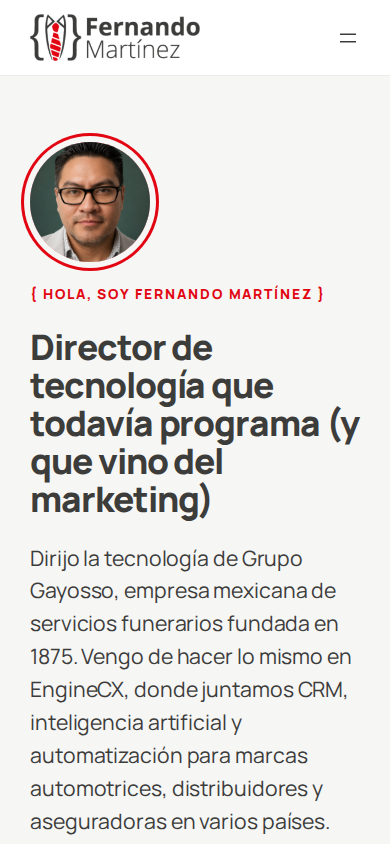 Fernando
Martínez
{ HOLA, SOY FERNANDO MARTÍNEZ }
Director de
tecnología que
todavía programa (y
que vino del
marketing)
Dirijo la tecnología de Grupo
Gayosso, empresa mexicana de
servicios funerarios fundada en
1875. Vengo de hacer lo mismo en
EngineCX, donde juntamos CRM,
inteligencia artificial y
automatización para marcas
automotrices, distribuidores y
aseguradoras en varios países.